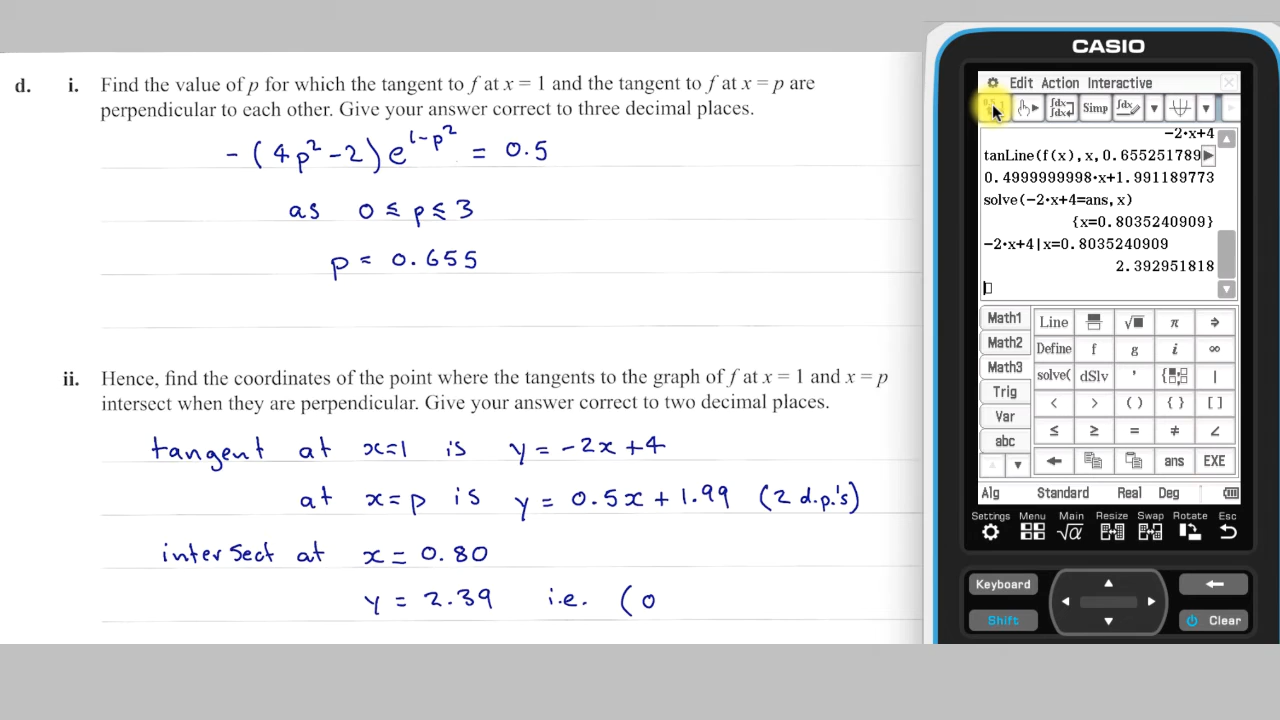 d. i. Find the value of p for which the tangent to f at x = 1 and the tangent to f at x = p are
perpendicular to each other. Give your answer correct to three decimal places.
- (4p² - 2) e^(1-p²) = 0.5
as 0 ≤ p ≤ 3
p = 0.655
ii. Hence, find the coordinates of the point where the tangents to the graph of f at x = 1 and x = p
intersect when they are perpendicular. Give your answer correct to two decimal places.
tangent at x=1 is y = -2x + 4
at x = p is y = 0.5x + 1.99 (2 d.p.'s)
intersect at x = 0.80
y = 2.39 i.e. (0
CASIO
Edit Action Interactive
Simp
-2·x+4
tanLine(f(x),x,0.655251789
0.4999999998·x+1.991189773
solve(-2·x+4=ans,x)
{x=0.8035240909}
-2·x+4|x=0.8035240909
2.392951818
Math1 Line √■ π ⇒
Math2 Define f g i ∞
Math3 solve( dSlv ' |
Trig < > ( ) { } [ ]
Var ≤ ≥ = ≠ ∠
abc
ans EXE
Alg Standard Real Deg
Settings Menu Main Resize Swap Rotate Esc
Keyboard
Shift Clear